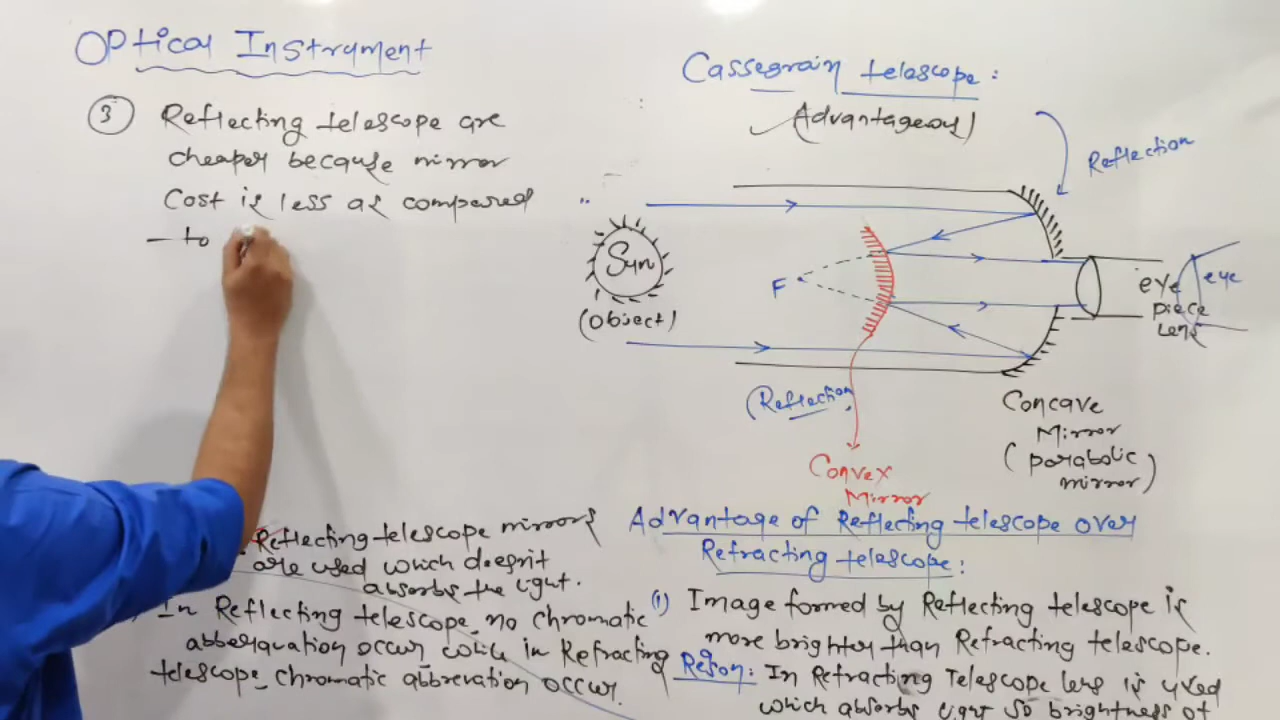 Optical Instrument
③ Reflecting telescope are
cheaper because mirror
Cost is less as compared
to
Cassegrain telescope:
(Advantageous)
Reflection
Sun
(Object)
F
eye
piece
lens
eye
(Reflection)
Convex
Mirror
Concave
Mirror
(parabolic
mirror)
Reflecting telescope mirrors
are used which doesn't
absorbs the light.
In Reflecting telescope no chromatic
abberquation occur while in Refracting
telescope chromatic abbrevation occur.
Advantage of Reflecting telescope over
Refracting telescope:
(1) Image formed by Reflecting telescope is
more brighter than Refracting telescope.
Reson: In Refracting Telescope lens is used
which absorbs light so brightness of